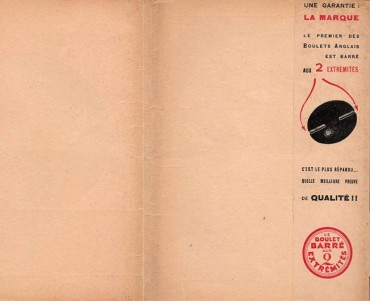 UNE GARANTIE :
LA MARQUE
LE PREMIER DES
BOULETS ANGLAIS
EST BARRÉ
AUX 2 EXTRÉMITÉS
C'EST LE PLUS RÉPANDU...
QUELLE MEILLEURE PREUVE
DE QUALITÉ !!
LE
BOULET
BARRÉ
AUX
2
EXTRÉMITÉS